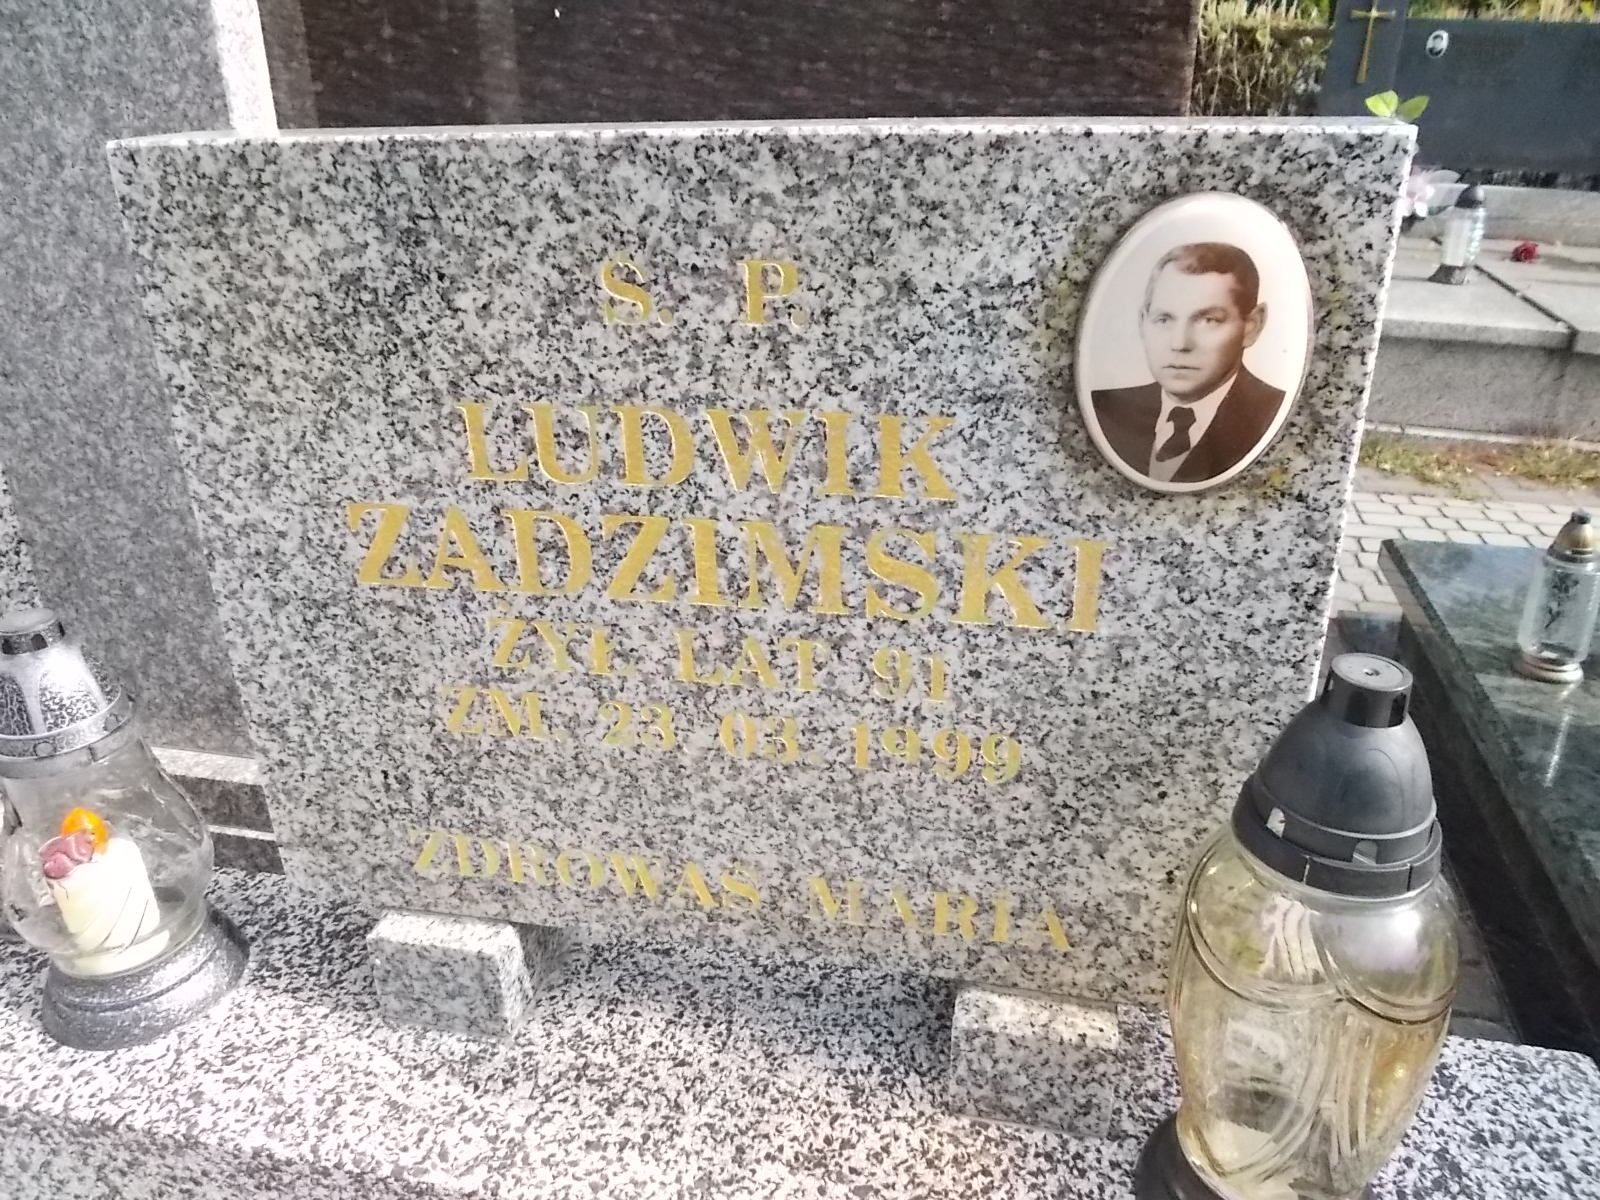 S. P.
LUDWIK
ZADZIMSKI
ŻYŁ LAT 91
ZM. 23. 03. 1999
ZDROWAŚ MARIA